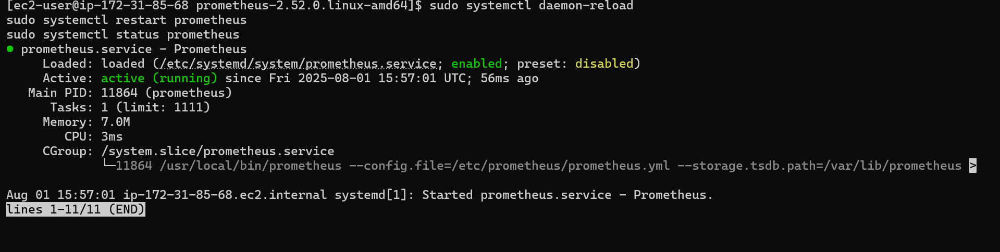 [ec2-user@ip-172-31-85-68 prometheus-2.52.0.linux-amd64]$ sudo systemctl daemon-reload
sudo systemctl restart prometheus
sudo systemctl status prometheus
● prometheus.service - Prometheus
     Loaded: loaded (/etc/systemd/system/prometheus.service; enabled; preset: disabled)
     Active: active (running) since Fri 2025-08-01 15:57:01 UTC; 56ms ago
   Main PID: 11864 (prometheus)
      Tasks: 1 (limit: 1111)
     Memory: 7.0M
        CPU: 3ms
     CGroup: /system.slice/prometheus.service
             └─11864 /usr/local/bin/prometheus --config.file=/etc/prometheus/prometheus.yml --storage.tsdb.path=/var/lib/prometheus >
Aug 01 15:57:01 ip-172-31-85-68.ec2.internal systemd[1]: Started prometheus.service - Prometheus.
lines 1-11/11 (END)